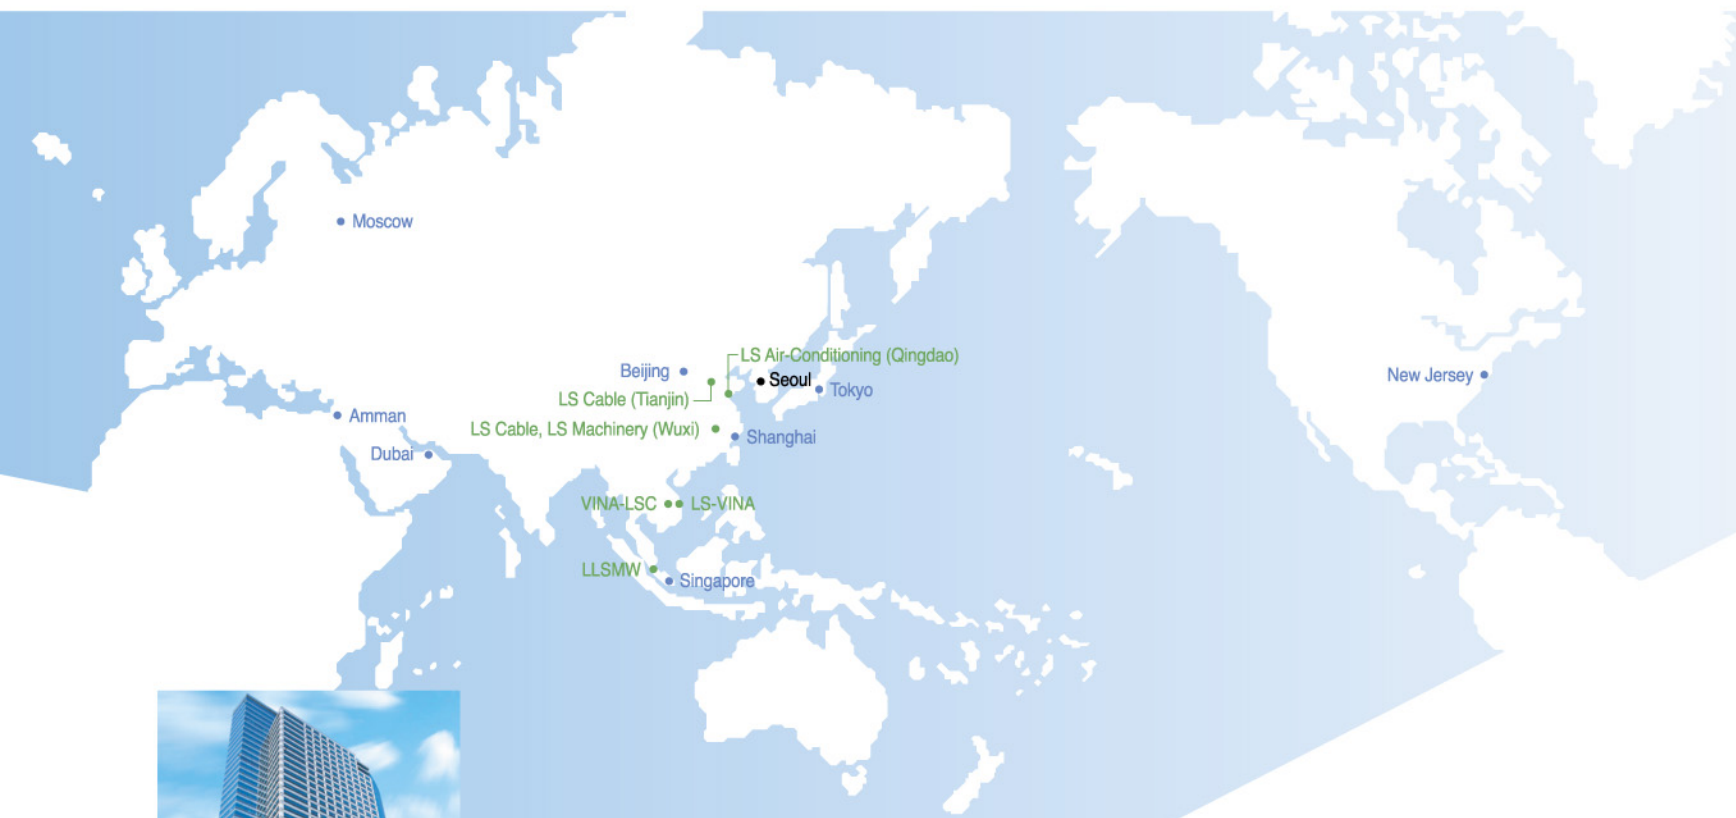 Moscow
LS Air-Conditioning (Qingdao)
Beijing
Seoul
New Jersey
Tokyo
LS Cable (Tianjin)
Amman
LS Cable, LS Machinery (Wuxi)
Shanghai
Dubai
VINA-LSC
LS-VINA
LLSMW
Singapore